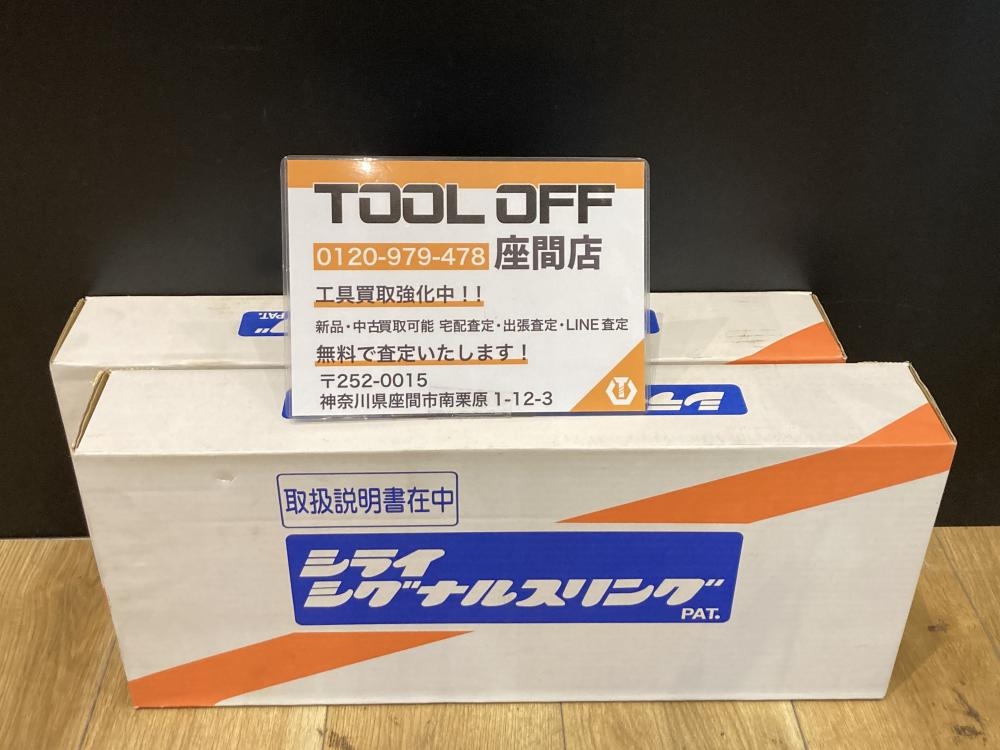 TOOL OFF
0120-979-478 座間店
工具買取強化中！！
新品・中古買取可能 宅配査定・出張査定・LINE査定
無料で査定いたします！
〒252-0015
神奈川県座間市南栗原1-12-3
PAT.
取扱説明書在中
シライ
シグナルスリング
PAT.